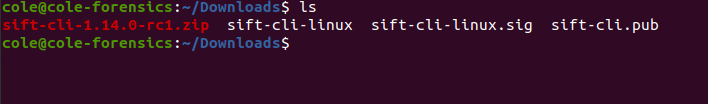 cole@cole-forensics:~/Downloads$ ls
sift-cli-1.14.0-rc1.zip  sift-cli-linux  sift-cli-linux.sig  sift-cli.pub
cole@cole-forensics:~/Downloads$